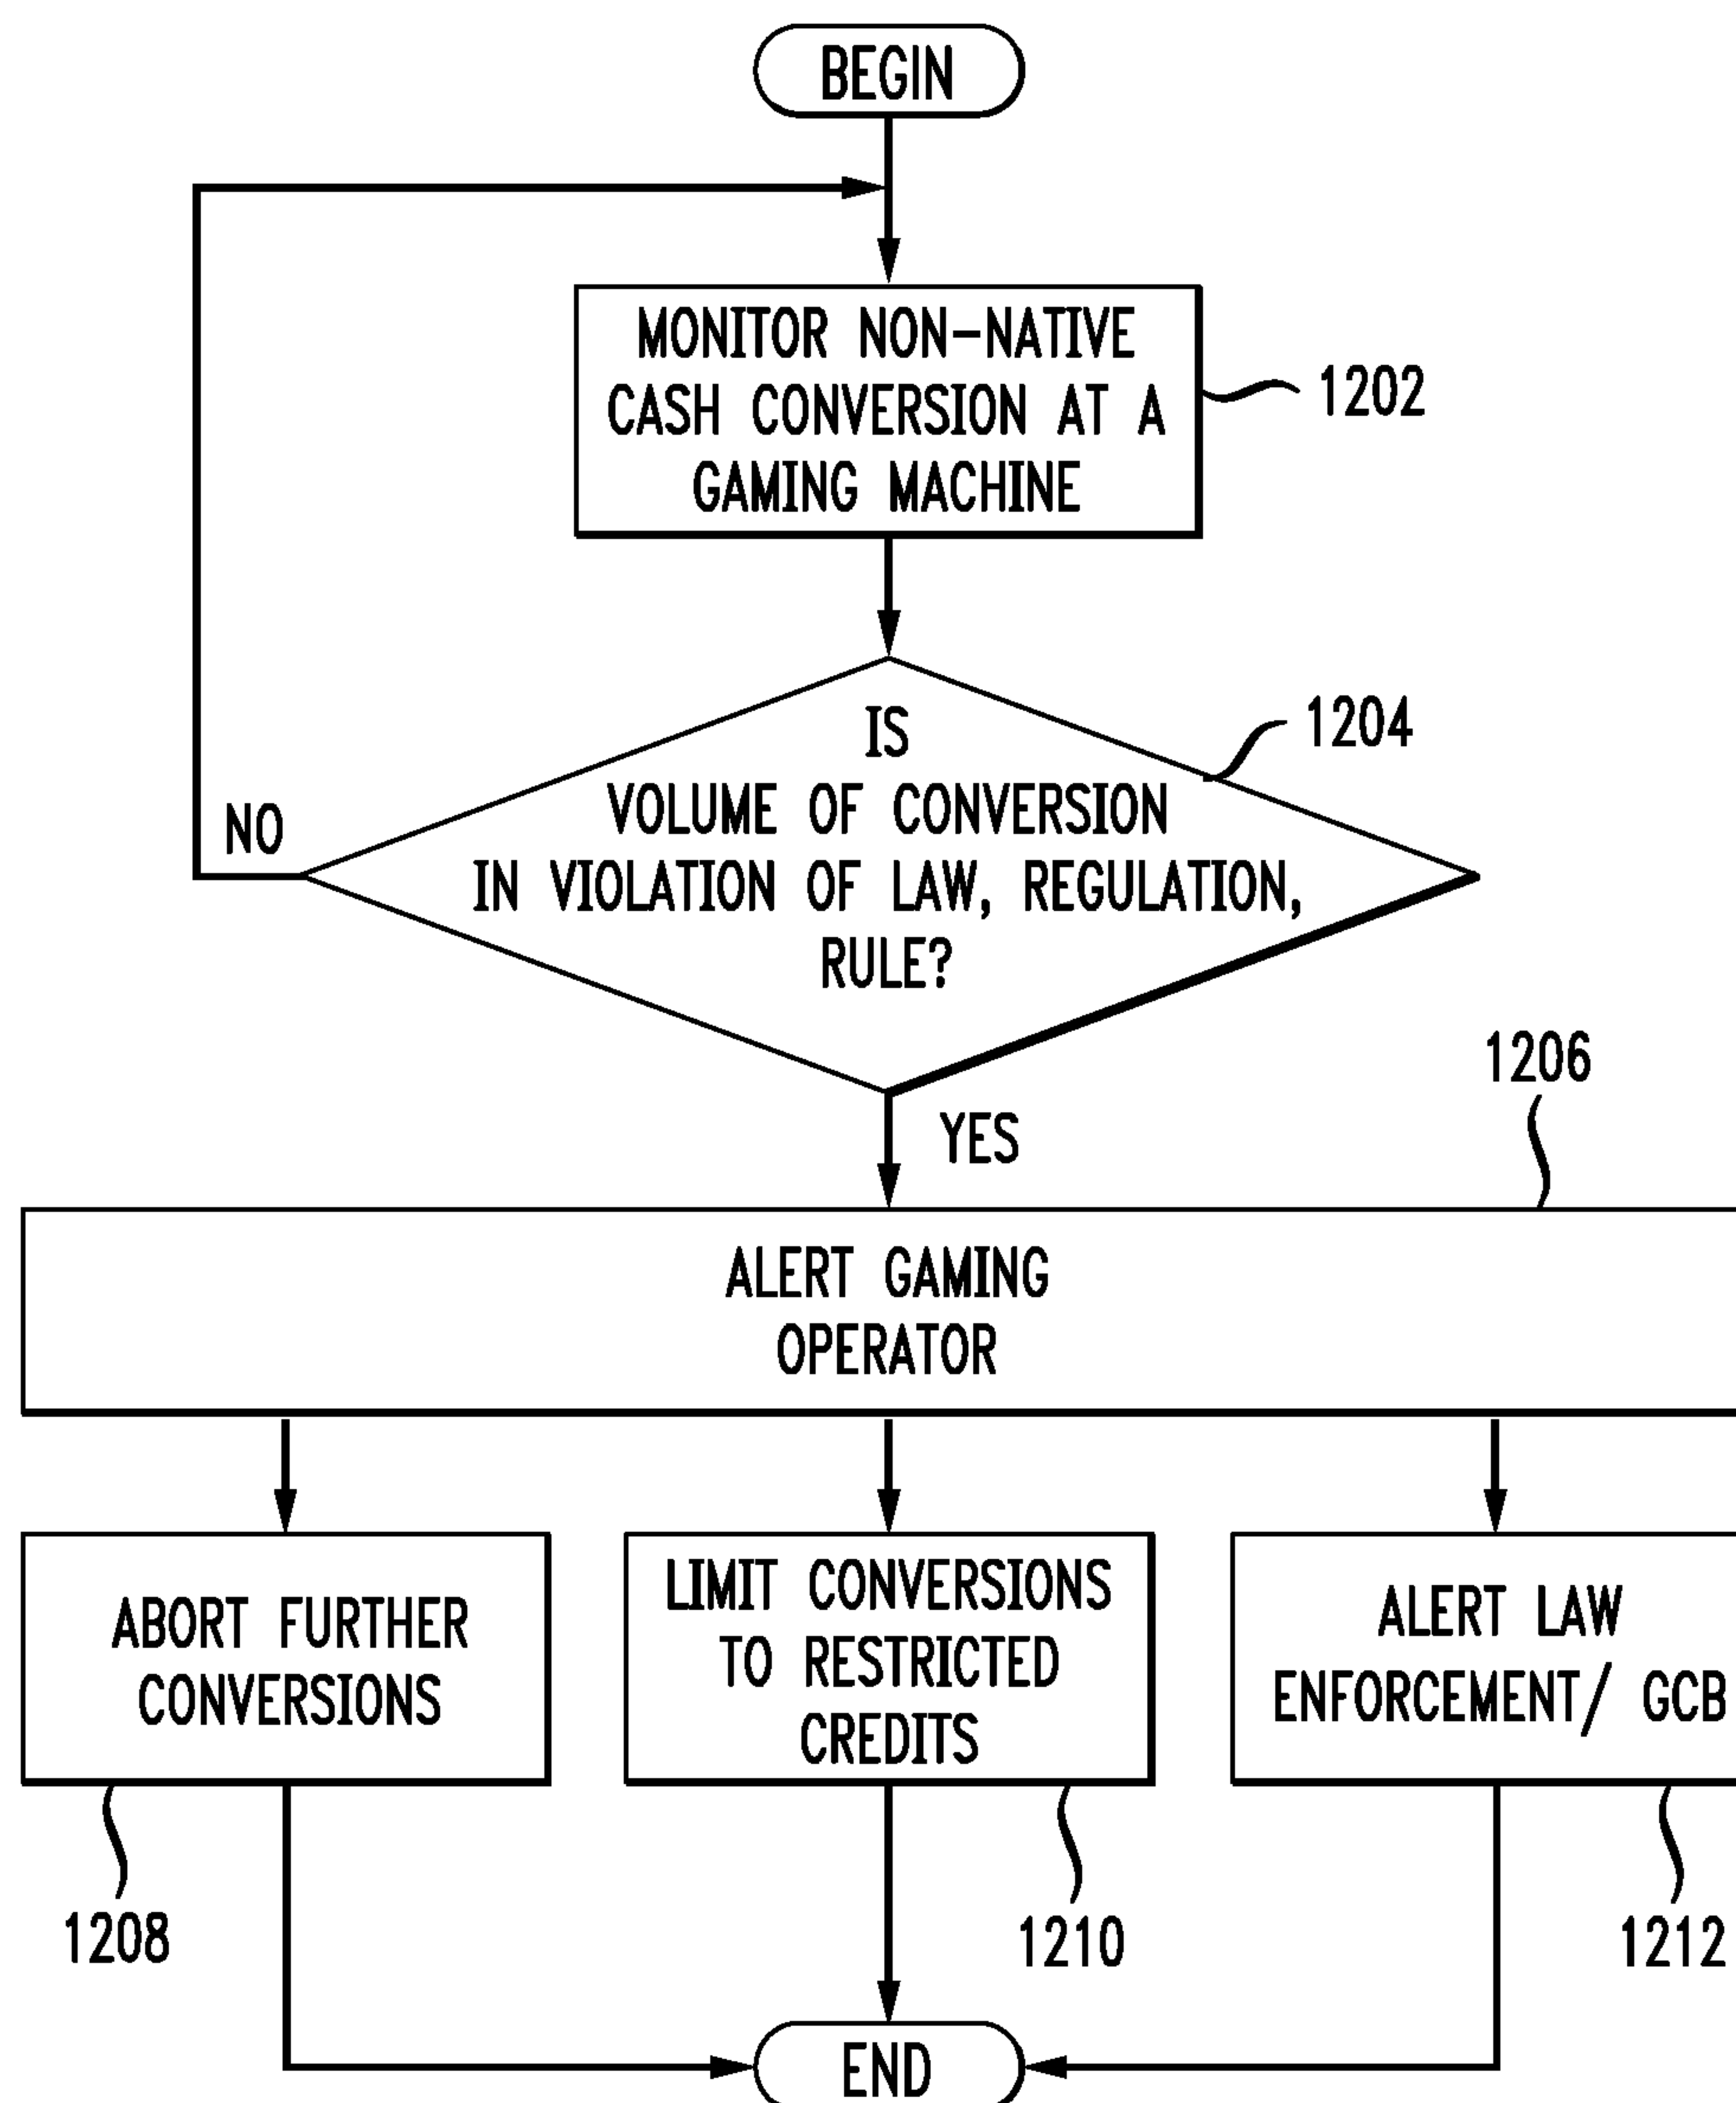 BEGIN
MONITOR NON-NATIVE
CASH CONVERSION AT A
GAMING MACHINE
1202
IS
VOLUME OF CONVERSION
IN VIOLATION OF LAW, REGULATION,
RULE?
1204
NO
YES
1206
ALERT GAMING
OPERATOR
ABORT FURTHER
CONVERSIONS
LIMIT CONVERSIONS
TO RESTRICTED
CREDITS
ALERT LAW
ENFORCEMENT/ GCB
1208
1210
1212
END